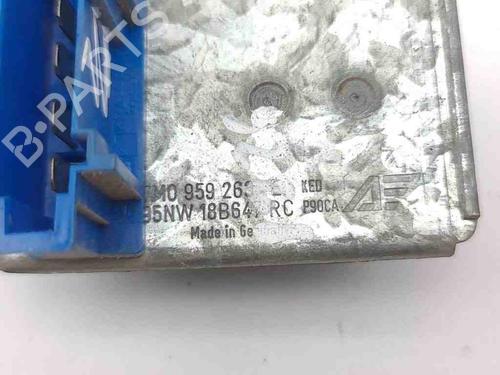 B-PARTS
7M0 959 263 KED
95NW 18B647 RC P90CA
Made in Ge